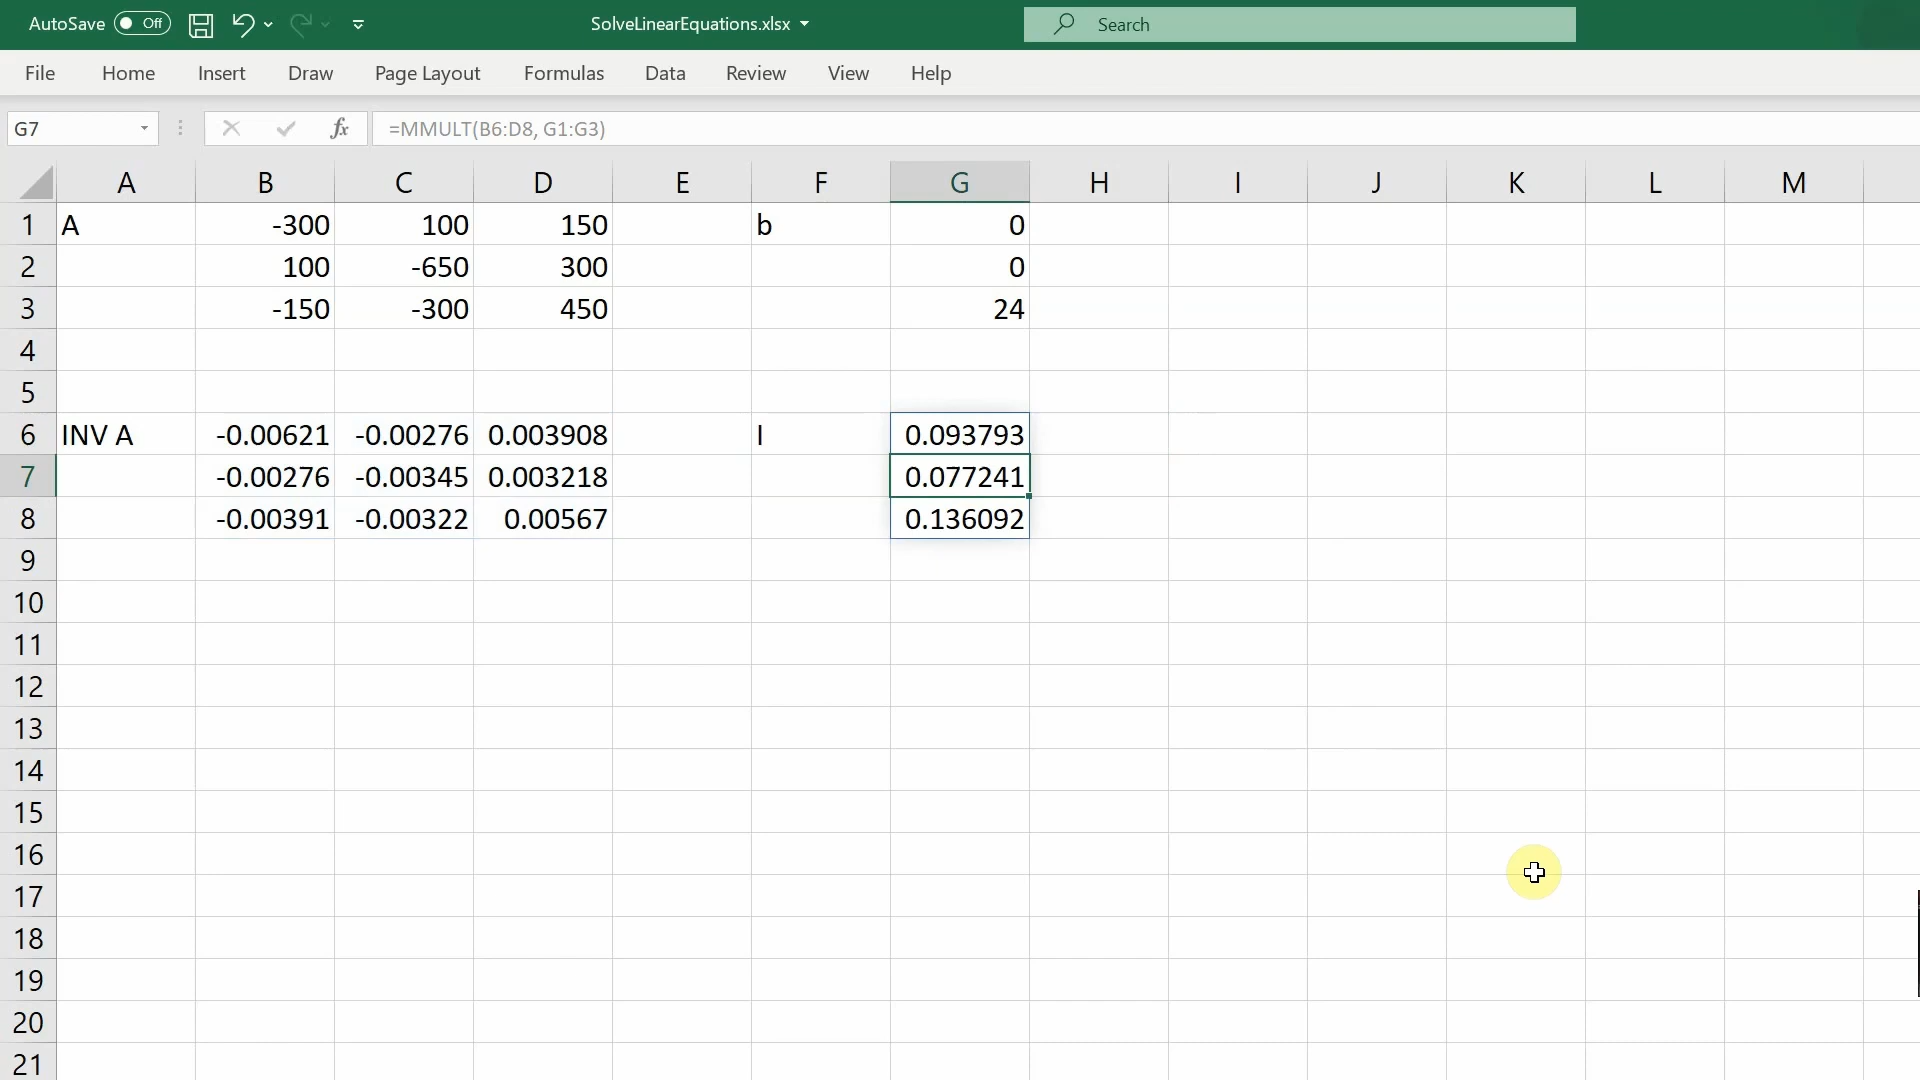 AutoSave Off SolveLinearEquations.xlsx Search
File Home Insert Draw Page Layout Formulas Data Review View Help
G7 fx =MMULT(B6:D8, G1:G3)
A B C D E F G H I J K L M
1 A -300 100 150 b 0
2 100 -650 300 0
3 -150 -300 450 24
4
5
6 INV A -0.00621 -0.00276 0.003908 I 0.093793
7 -0.00276 -0.00345 0.003218 0.077241
8 -0.00391 -0.00322 0.00567 0.136092
9
10
11
12
13
14
15
16
17
18
19
20
21